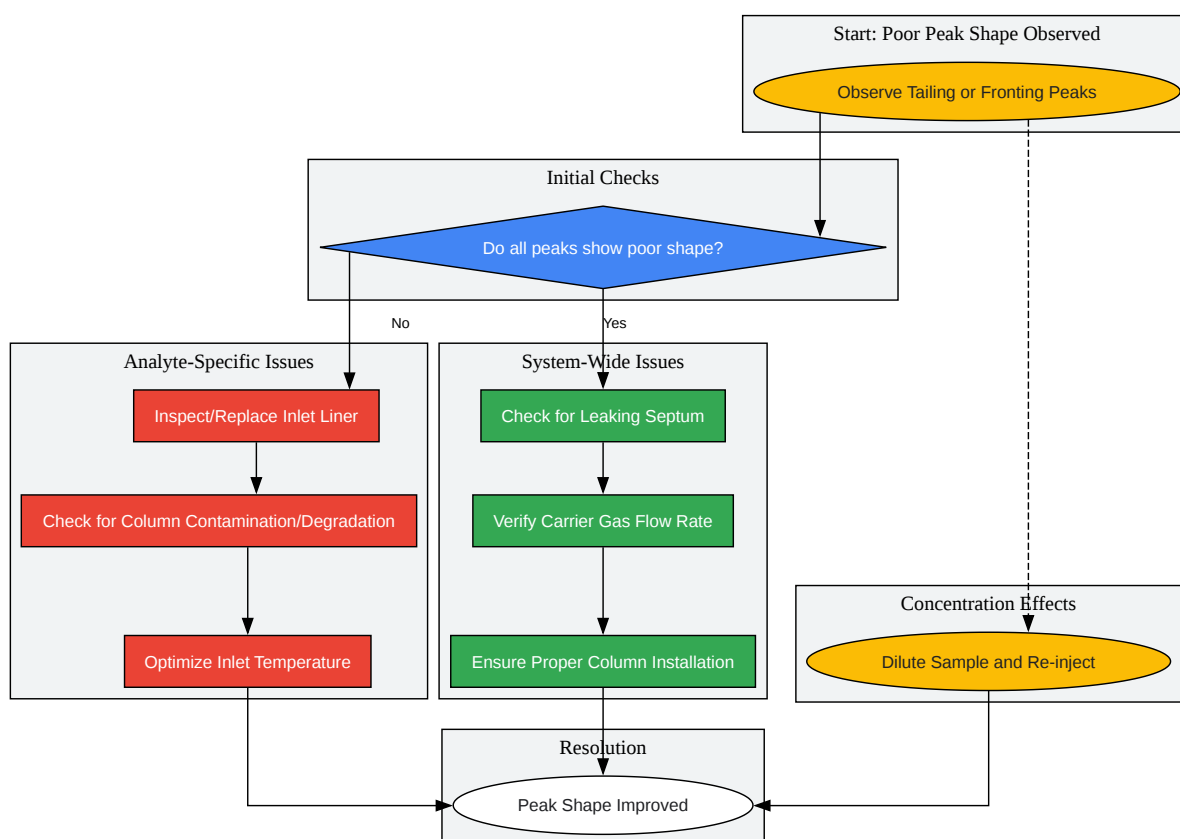 Start: Poor Peak Shape Observed
Observe Tailing or Fronting Peaks
Initial Checks
Do all peaks show poor shape?
No
Yes
Analyte-Specific Issues
Inspect/Replace Inlet Liner
Check for Column Contamination/Degradation
Optimize Inlet Temperature
System-Wide Issues
Check for Leaking Septum
Verify Carrier Gas Flow Rate
Ensure Proper Column Installation
Concentration Effects
Dilute Sample and Re-inject
Resolution
Peak Shape Improved